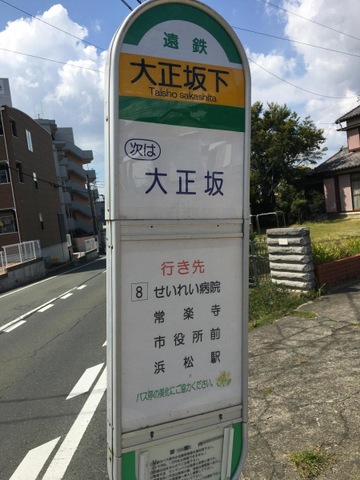 遠鉄
大正坂下
Taisho sakashita
次は
大正坂
行き先
8 せいれい病院
常楽寺
市役所前
浜松駅
バス停の美化にご協力ください。